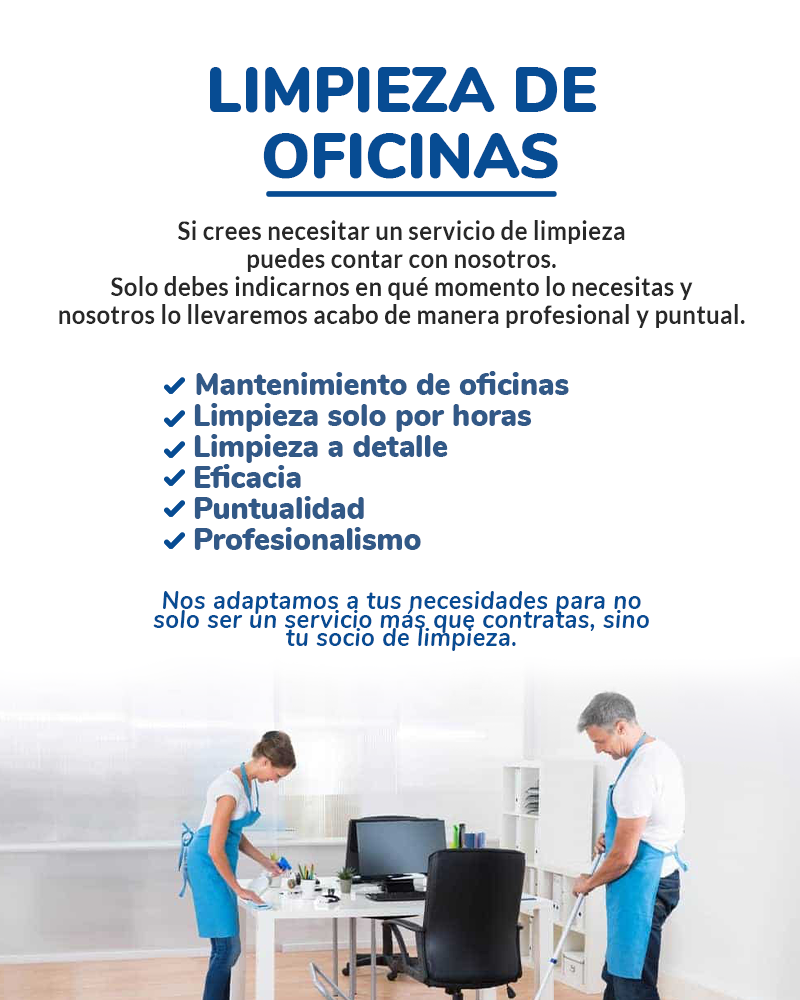 LIMPIEZA DE
OFICINAS
Si crees necesitar un servicio de limpieza
puedes contar con nosotros.
Solo debes indicarnos en qué momento lo necesitas y
nosotros lo llevaremos acabo de manera profesional y puntual.
Mantenimiento de oficinas
Limpieza solo por horas
Limpieza a detalle
Eficacia
Puntualidad
Profesionalismo
Nos adaptamos a tus necesidades para no
solo ser un servicio más que contratas, sino
tu socio de limpieza.